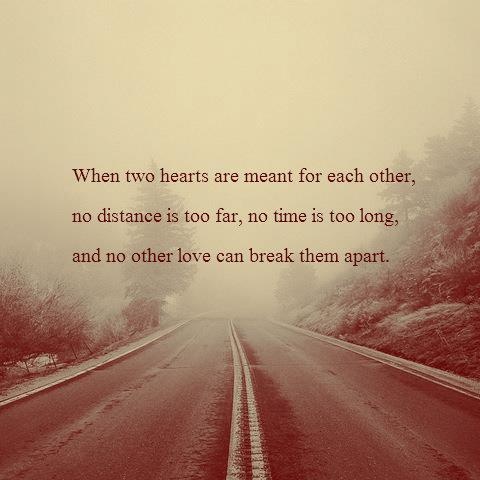 When two hearts are meant for each other,
no distance is too far, no time is too long,
and no other love can break them apart.